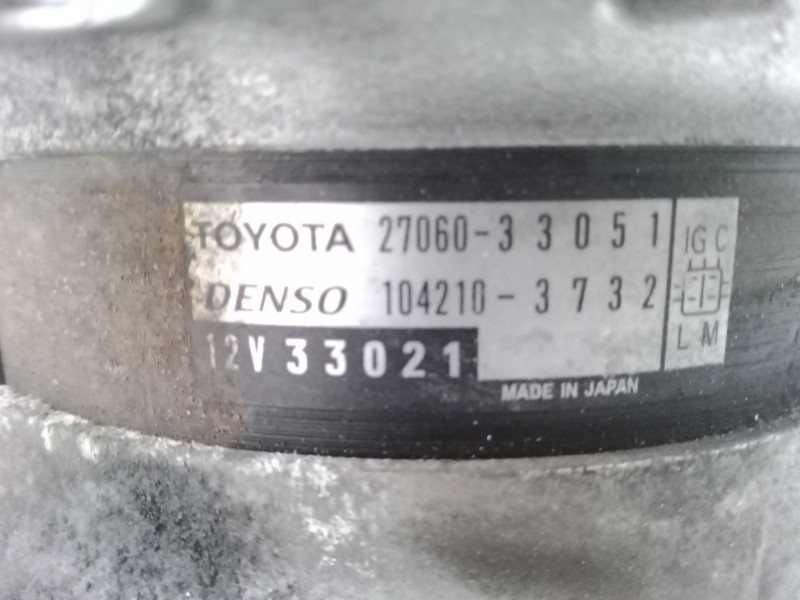 TOYOTA 27060-33051
DENSO 104210-3732
12V 33021
MADE IN JAPAN
IG C
L M